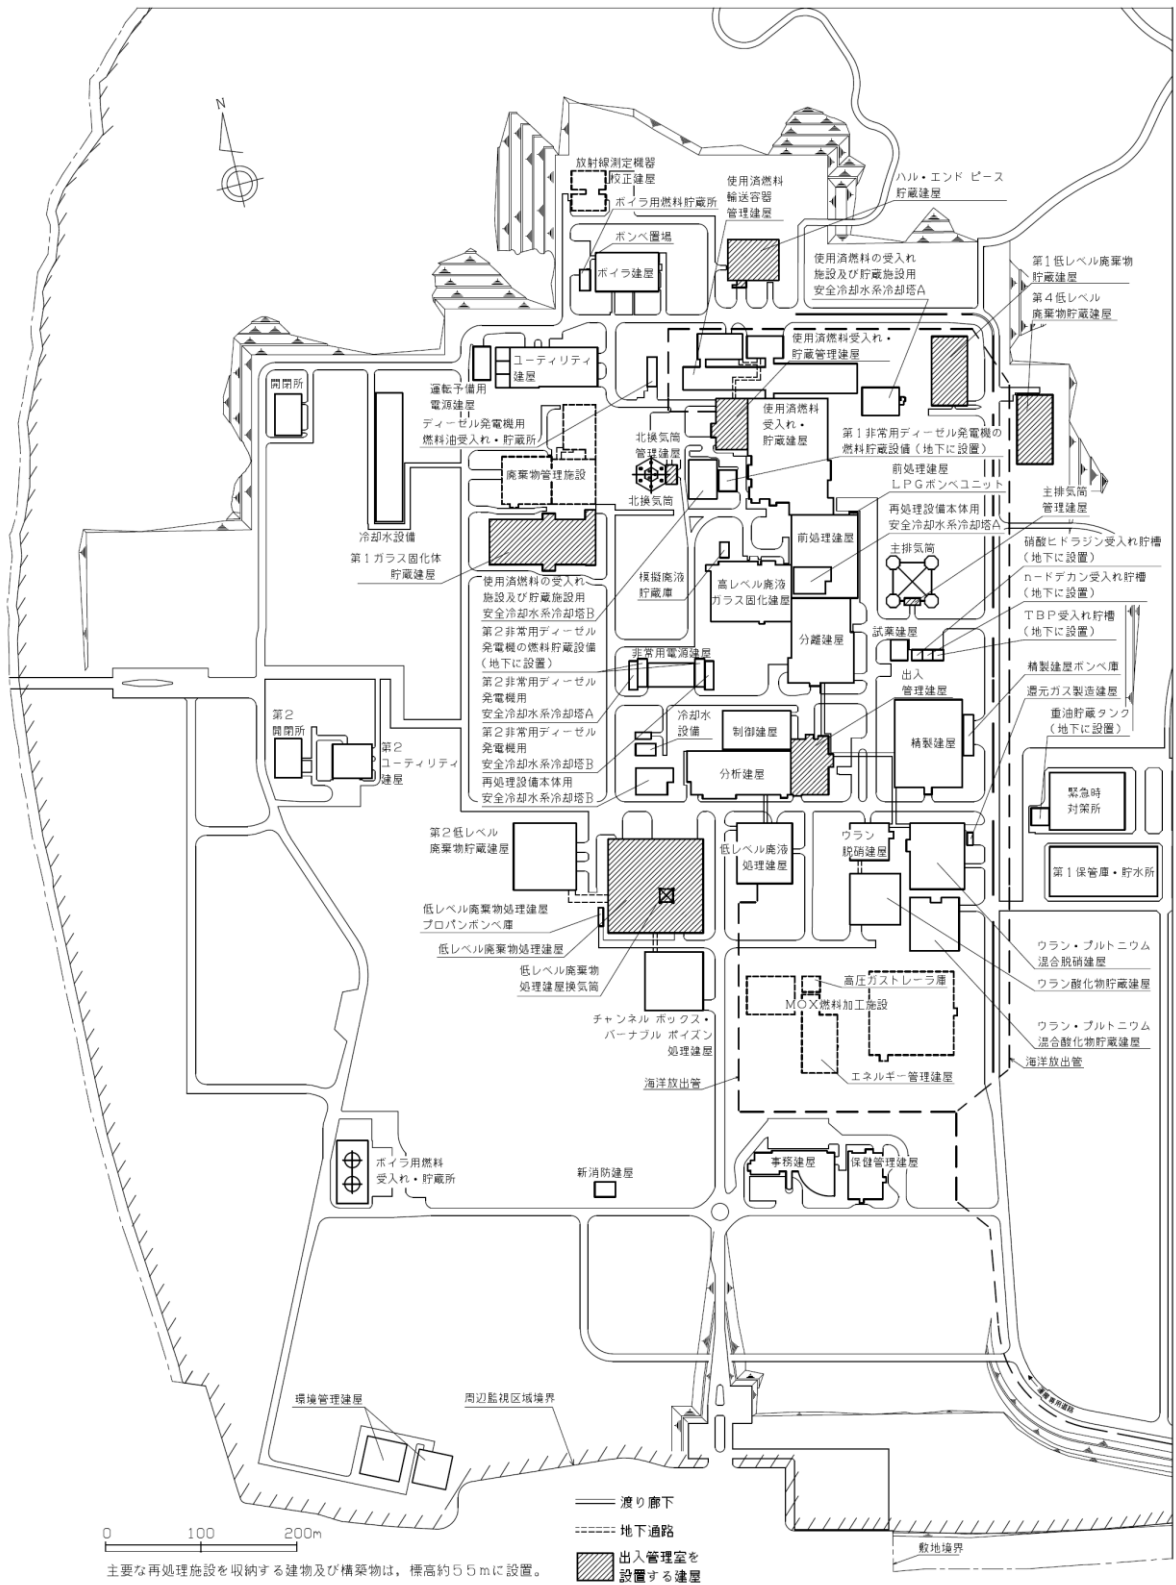 N
放射線測定機器
校正建屋
ボイラ用燃料貯蔵所
ボンベ置場
ボイラ建屋
使用済燃料
輸送容器
管理建屋
ハル・エンド ピース
貯蔵建屋
使用済燃料の受入れ
施設及び貯蔵施設用
安全冷却水系冷却塔A
第1低レベル廃棄物
貯蔵建屋
第4低レベル
廃棄物貯蔵建屋
使用済燃料受入れ・
貯蔵管理建屋
ユーティリティ
建屋
運転予備用
電源建屋
開閉所
ディーゼル発電機用
燃料油受入れ・貯蔵所
使用済燃料
受入れ・
貯蔵建屋
北換気筒
管理建屋
第1非常用ディーゼル発電機の
燃料貯蔵設備(地下に設置)
廃棄物管理施設
北換気筒
前処理建屋
LPGボンベユニット
主排気筒
管理建屋
再処理設備本体用
安全冷却水系冷却塔A
冷却水設備
第1ガラス固化体
貯蔵建屋
前処理建屋
主排気筒
硝酸ヒドラジン受入れ貯槽
(地下に設置)
n-ドデカン受入れ貯槽
(地下に設置)
TBP受入れ貯槽
(地下に設置)
模擬廃液
貯蔵庫
高レベル廃液
ガラス固化建屋
使用済燃料の受入れ
施設及び貯蔵施設用
安全冷却水系冷却塔B
第2非常用ディーゼル
発電機の燃料貯蔵設備
(地下に設置)
非常用電源建屋
分離建屋
試薬建屋
精製建屋ボンベ庫
還元ガス製造建屋
重油貯蔵タンク
(地下に設置)
第2非常用ディーゼル
発電機用
安全冷却水系冷却塔A
出入
管理建屋
第2
開閉所
第2
ユーティリティ
建屋
第2非常用ディーゼル
発電機用
安全冷却水系冷却塔B
冷却水
設備
制御建屋
精製建屋
再処理設備本体用
安全冷却水系冷却塔B
分析建屋
緊急時
対策所
第2低レベル
廃棄物貯蔵建屋
低レベル廃液
処理建屋
ウラン
脱硝建屋
第1保管庫・貯水所
低レベル廃棄物処理建屋
プロパンボンベ庫
低レベル廃棄物処理建屋
低レベル廃棄物
処理建屋換気筒
ウラン・プルトニウム
混合脱硝建屋
ウラン酸化物貯蔵建屋
高圧ガストレーラ庫
MOX燃料加工施設
チャンネル ボックス・
バーナブル ポイズン
処理建屋
ウラン・プルトニウム
混合酸化物貯蔵建屋
海洋放出管
エネルギー管理建屋
海洋放出管
ボイラ用燃料
受入れ・貯蔵所
新消防建屋
事務建屋
保健管理建屋
環境管理建屋
周辺監視区域境界
渡り廊下
地下通路
出入管理室を
設置する建屋
敷地境界
0 100 200m
主要な再処理施設を収納する建物及び構築物は,標高約55mに設置。